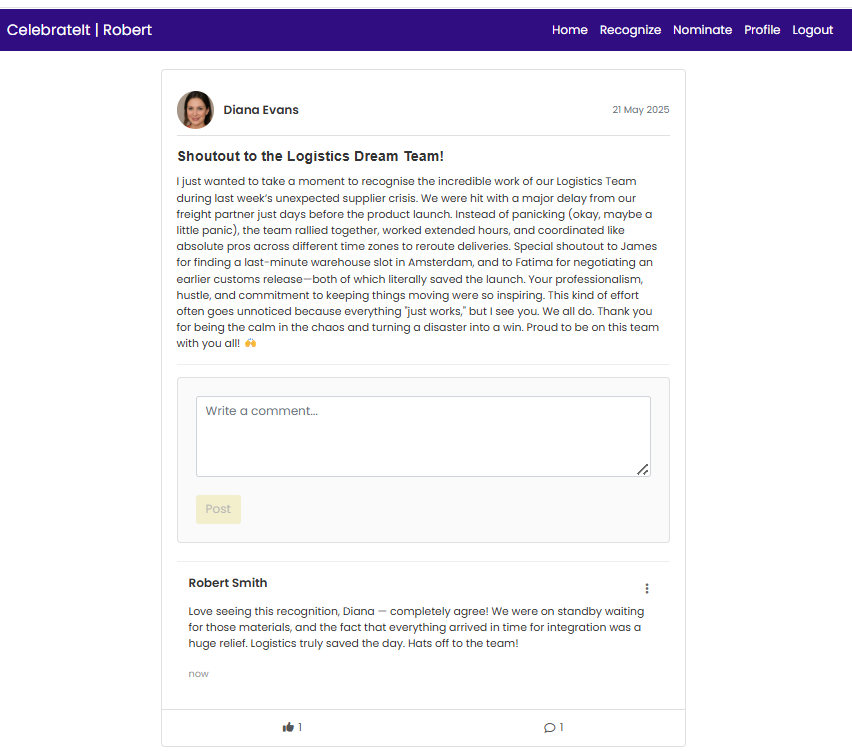 CelebrateIt | Robert
Home Recognize Nominate Profile Logout
Diana Evans
21 May 2025
Shoutout to the Logistics Dream Team!
I just wanted to take a moment to recognise the incredible work of our Logistics Team
during last week's unexpected supplier crisis. We were hit with a major delay from our
freight partner just days before the product launch. Instead of panicking (okay, maybe a
little panic), the team rallied together, worked extended hours, and coordinated like
absolute pros across different time zones to reroute deliveries. Special shoutout to James
for finding a last-minute warehouse slot in Amsterdam, and to Fatima for negotiating an
earlier customs release—both of which literally saved the launch. Your professionalism,
hustle, and commitment to keeping things moving were so inspiring. This kind of effort
often goes unnoticed because everything "just works," but I see you. We all do. Thank you
for being the calm in the chaos and turning a disaster into a win. Proud to be on this team
with you all! 🙌
Write a comment...
Post
Robert Smith
Love seeing this recognition, Diana — completely agree! We were on standby waiting
for those materials, and the fact that everything arrived in time for integration was a
huge relief. Logistics truly saved the day. Hats off to the team!
now
1
1